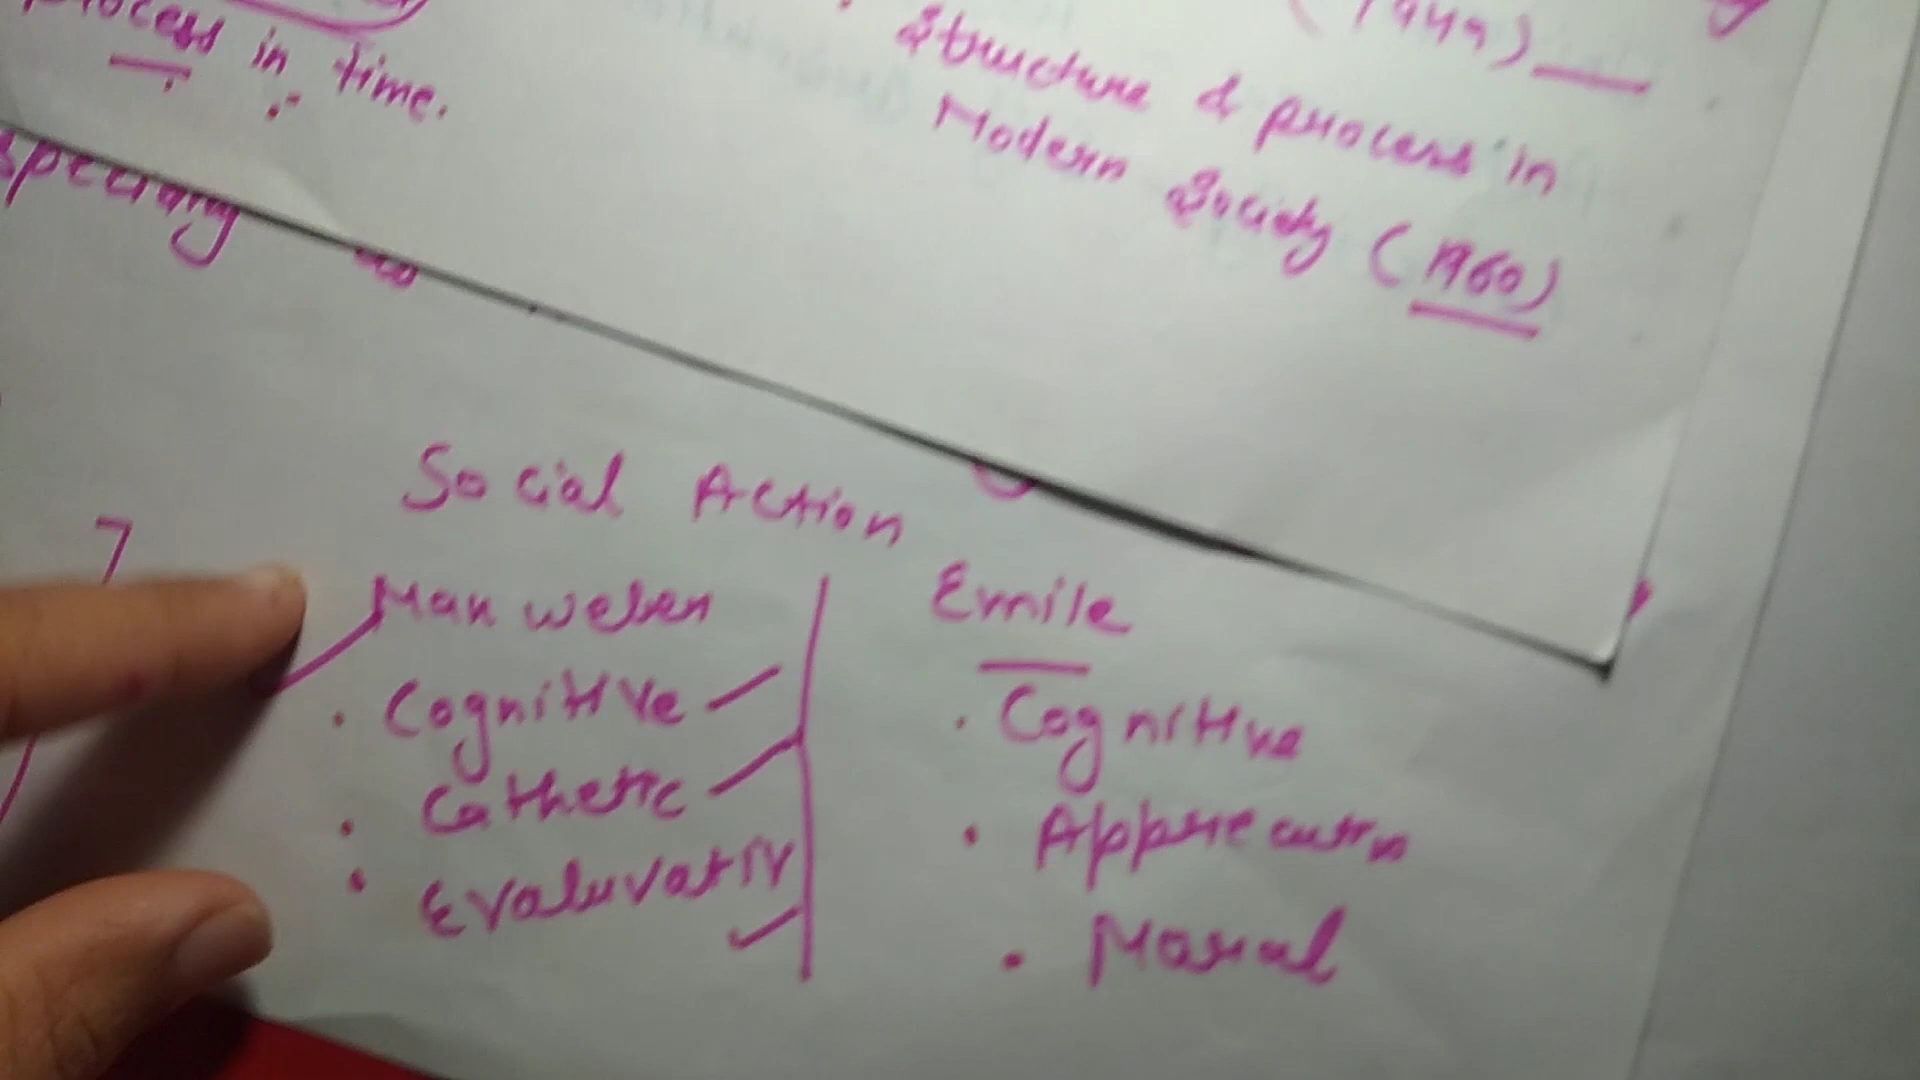 process in time.
(1949)
Structure & process in
Modern Society (1960)
specially
Social Action
Max weber
Emile
• Cognitive
• Cathetic
• Evaluvativ
• Cognitive
• Appreciation
• Moral